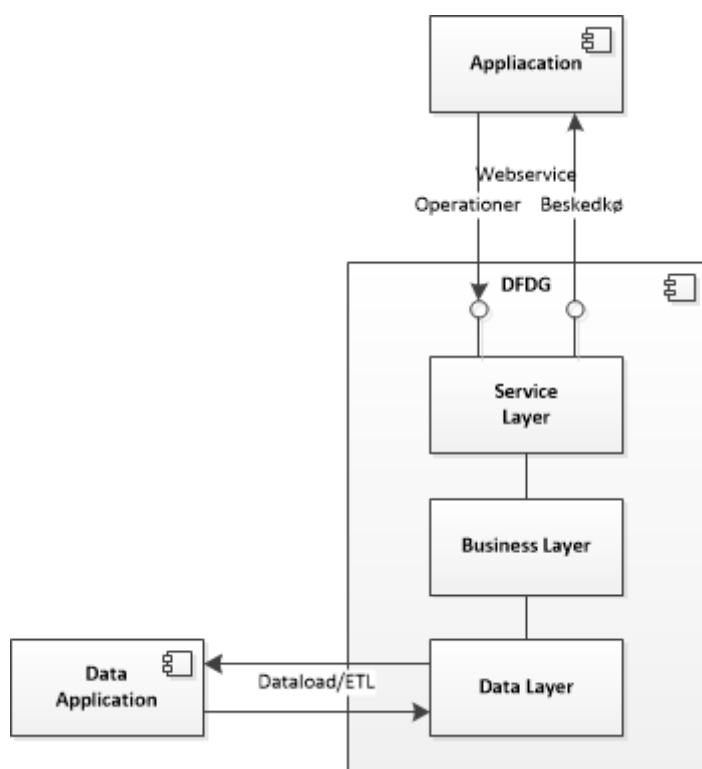 Appliacation
Webservice
Operationer Beskedkø
DFDG
Service
Layer
Business Layer
Data
Application
Dataload/ETL
Data Layer